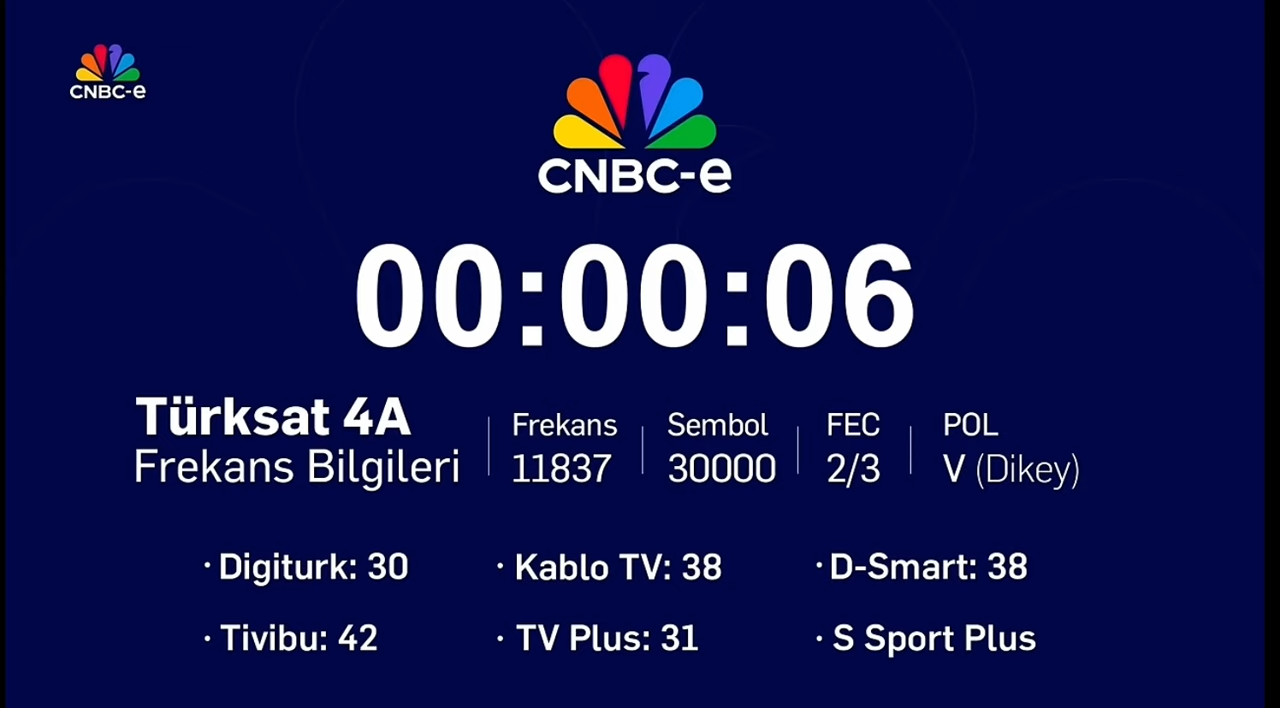 CNBC-e
CNBC-e
00:00:06
Türksat 4A
Frekans Bilgileri
Frekans
11837
Sembol
30000
FEC
2/3
POL
V (Dikey)
· Digiturk: 30
· Kablo TV: 38
· D-Smart: 38
· Tivibu: 42
· TV Plus: 31
· S Sport Plus